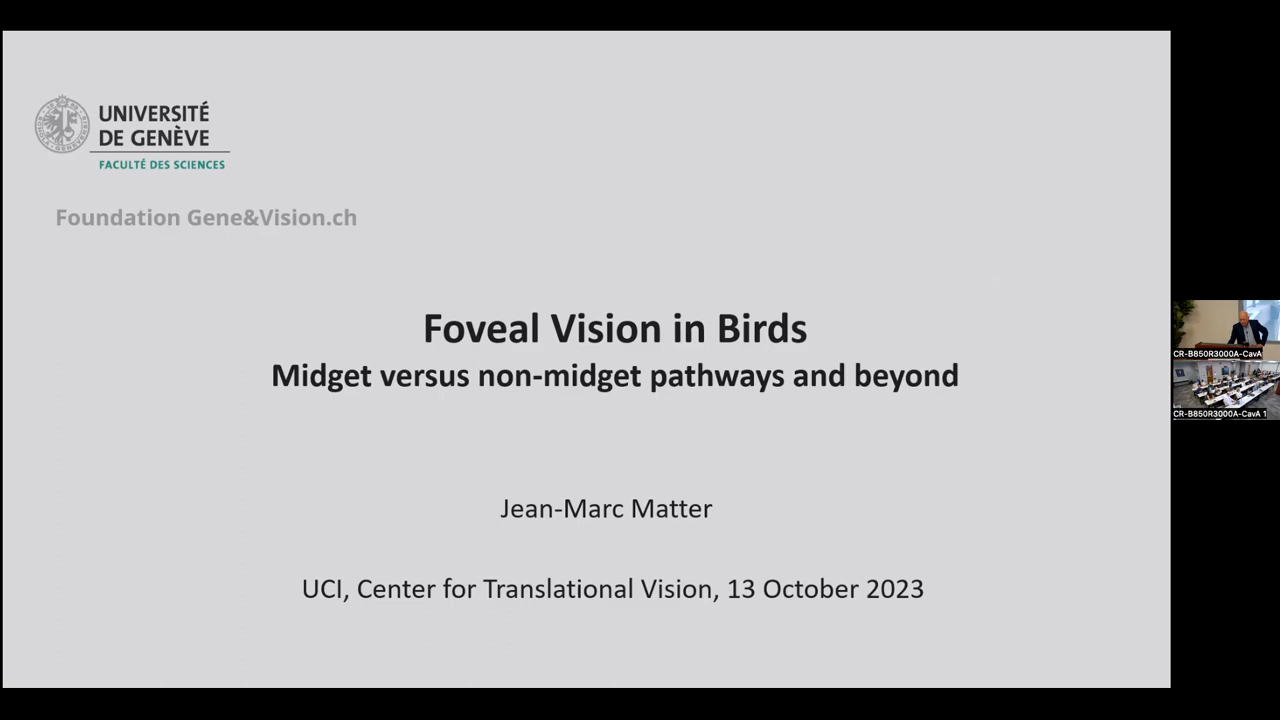 UNIVERSITÉ
DE GENÈVE
FACULTÉ DES SCIENCES
Foundation Gene&Vision.ch
Foveal Vision in Birds
Midget versus non-midget pathways and beyond
Jean-Marc Matter
UCI, Center for Translational Vision, 13 October 2023
CR-B850R3000A-CavA
CR-B850R3000A-CavA 1